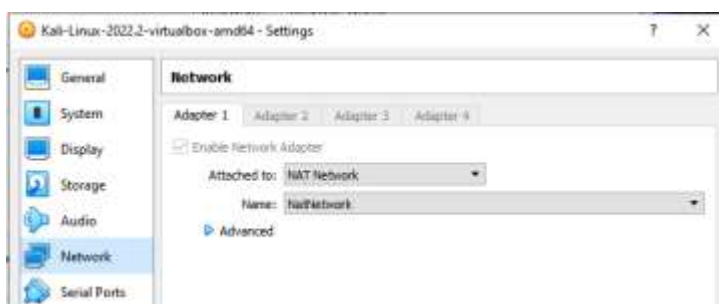 Kali-Linux-2022.2-virtualbox-amd64 - Settings ? ×
General
System
Display
Storage
Audio
Network
Serial Ports
Network
Adapter 1 Adapter 2 Adapter 3 Adapter 4
Enable Network Adapter
Attached to: NAT Network
Name: NatNetwork
Advanced